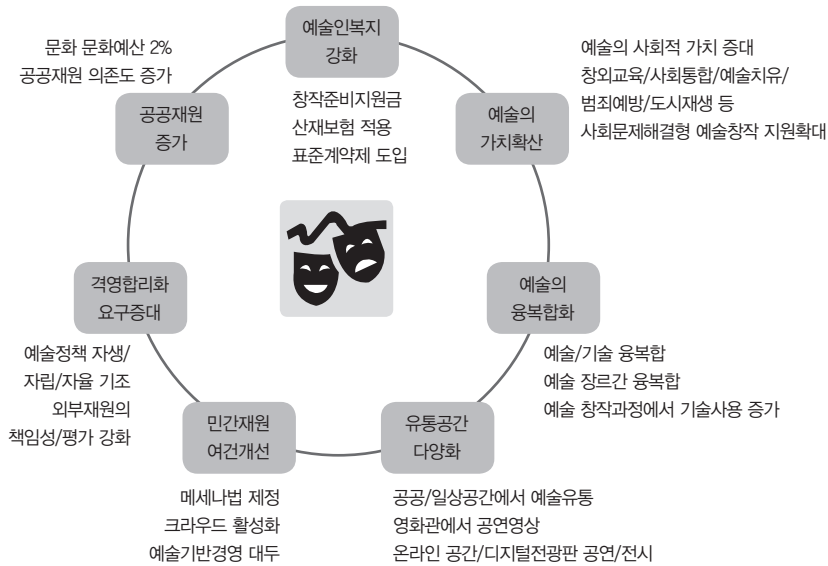 예술인복지
강화
창작준비지원금
산재보험 적용
표준계약제 도입
예술의
가치확산
예술의 사회적 가치 증대
창외교육/사회통합/예술치유/
범죄예방/도시재생 등
사회문제해결형 예술창작 지원확대
예술의
융복합화
예술/기술 융복합
예술 장르간 융복합
예술 창작과정에서 기술사용 증가
유통공간
다양화
공공/일상공간에서 예술유통
영화관에서 공연영상
온라인 공간/디지털전광판 공연/전시
민간재원
여건개선
메세나법 제정
크라우드 활성화
예술기반경영 대두
격영합리화
요구증대
예술정책 자생/
자립/자율 기조
외부재원의
책임성/평가 강화
공공재원
증가
문화 문화예산 2%
공공재원 의존도 증가